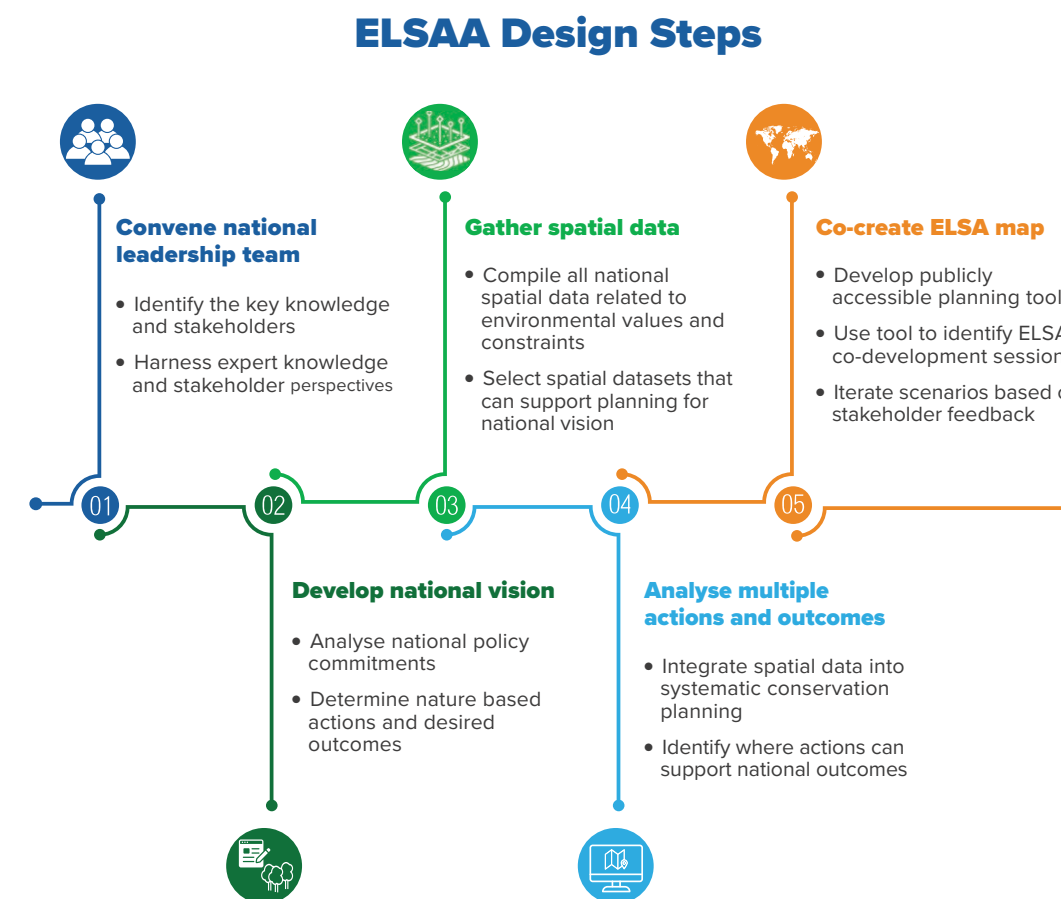 ELSAA Design Steps
Convene national
leadership team
• Identify the key knowledge
and stakeholders
• Harness expert knowledge
and stakeholder perspectives
Gather spatial data
• Compile all national
spatial data related to
environmental values and
constraints
• Select spatial datasets that
can support planning for
national vision
Co-create ELSA map
• Develop publicly
accessible planning tool
• Use tool to identify
co-development
• Iterate scenarios based
stakeholder feedback
01
02
03
04
05
Develop national vision
• Analyse national policy
commitments
• Determine nature based
actions and desired
outcomes
Analyse multiple
actions and outcomes
• Integrate spatial data into
systematic conservation
planning
• Identify where actions can
support national outcomes